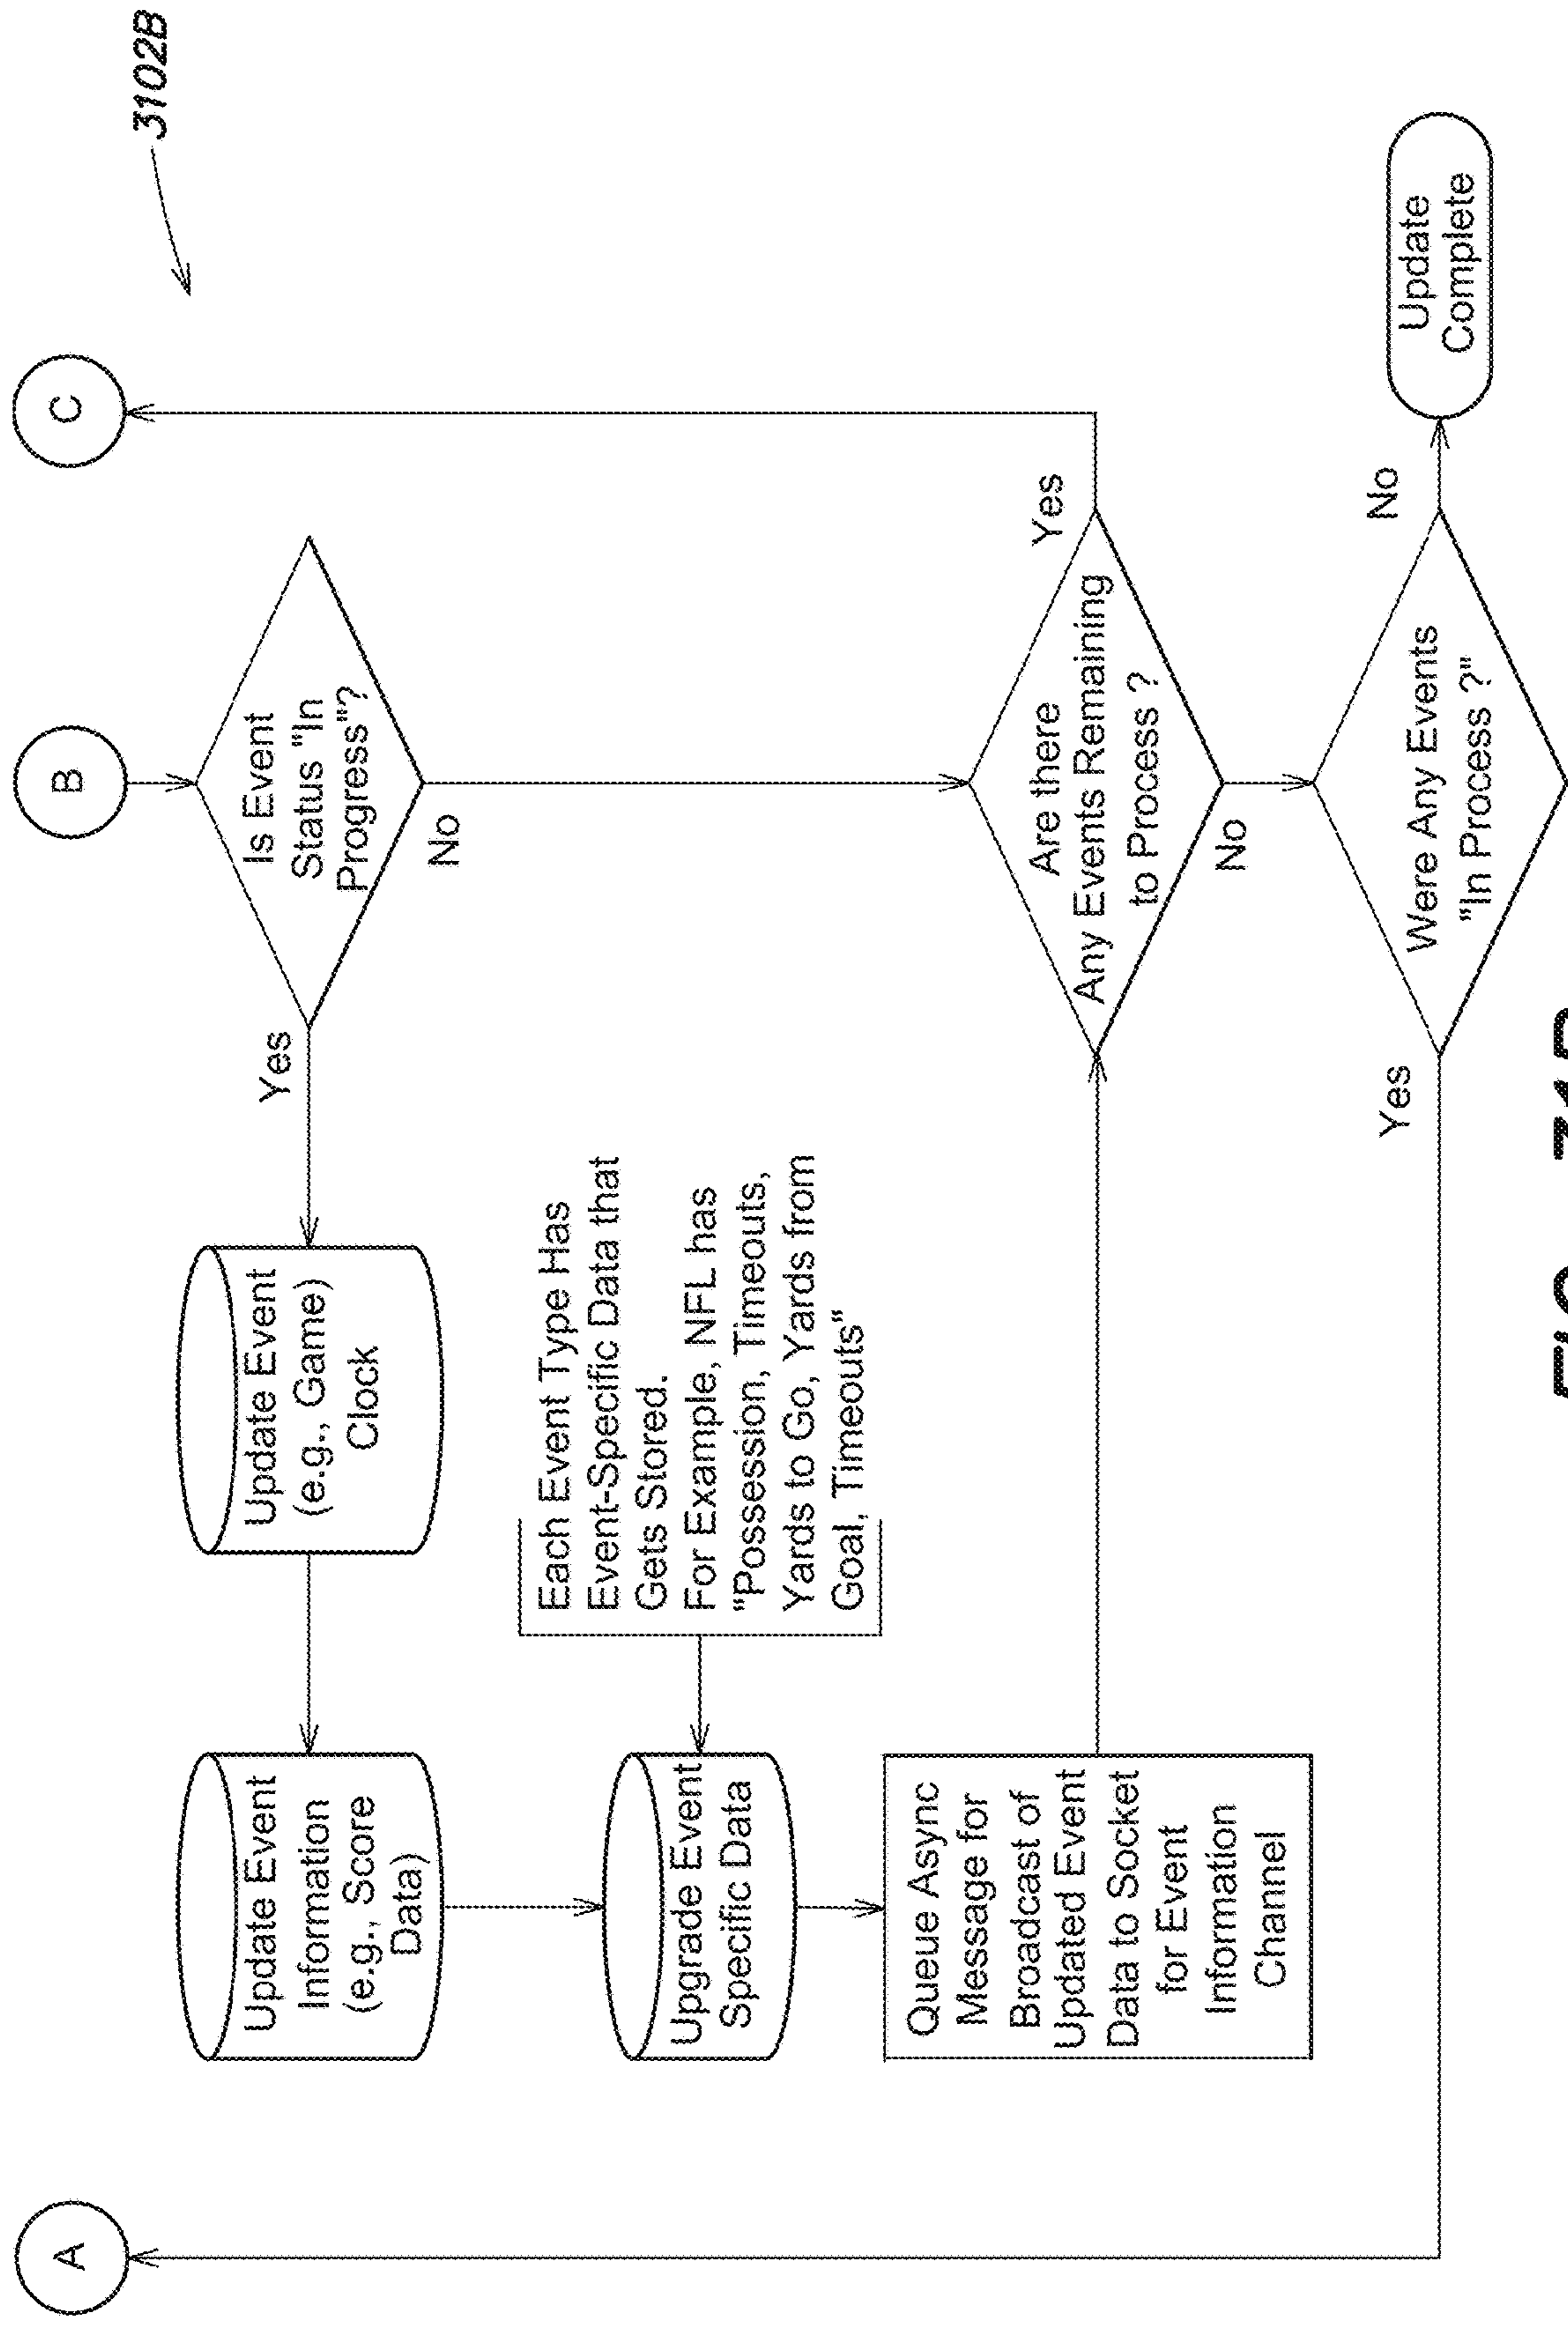 3102B
A
B
C
Is Event
Status "In
Progress"?
Yes
No
Update Event
(e.g., Game)
Clock
Update Event
Information
(e.g., Score
Data)
Each Event Type Has
Event-Specific Data that
Gets Stored.
For Example, NFL has
"Possession, Timeouts,
Yards to Go, Yards from
Goal, Timeouts"
Upgrade Event
Specific Data
Queue Async
Message for
Broadcast of
Updated Event
Data to Socket
for Event
Information
Channel
Are there
Any Events Remaining
to Process ?
Yes
No
Were Any Events
"In Process ?"
Yes
No
Update
Complete